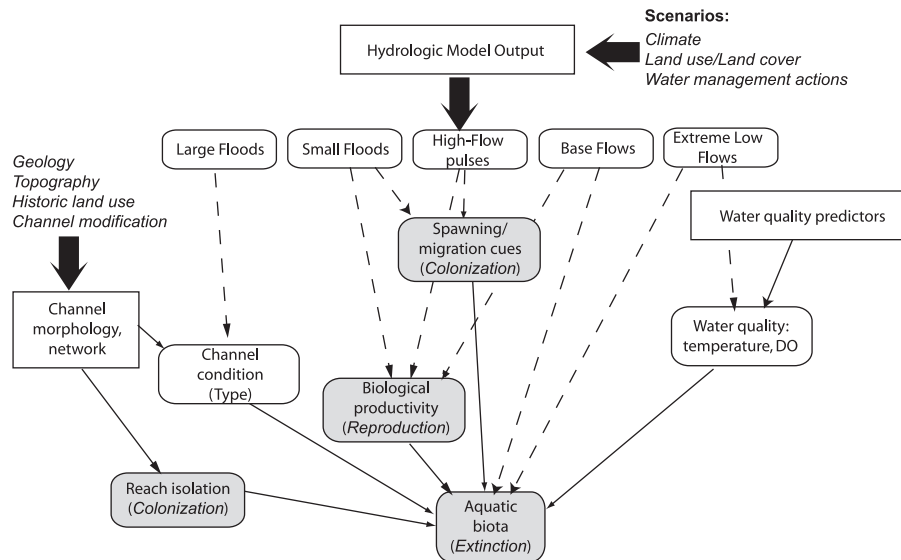 Scenarios:
Climate
Land use/Land cover
Water management actions
Hydrologic Model Output
Large Floods
Small Floods
High-Flow
pulses
Base Flows
Extreme Low
Flows
Geology
Topography
Historic land use
Channel modification
Water quality predictors
Spawning/
migration cues
(Colonization)
Channel
morphology,
network
Water quality:
temperature, DO
Channel
condition
(Type)
Biological
productivity
(Reproduction)
Reach isolation
(Colonization)
Aquatic
biota
(Extinction)